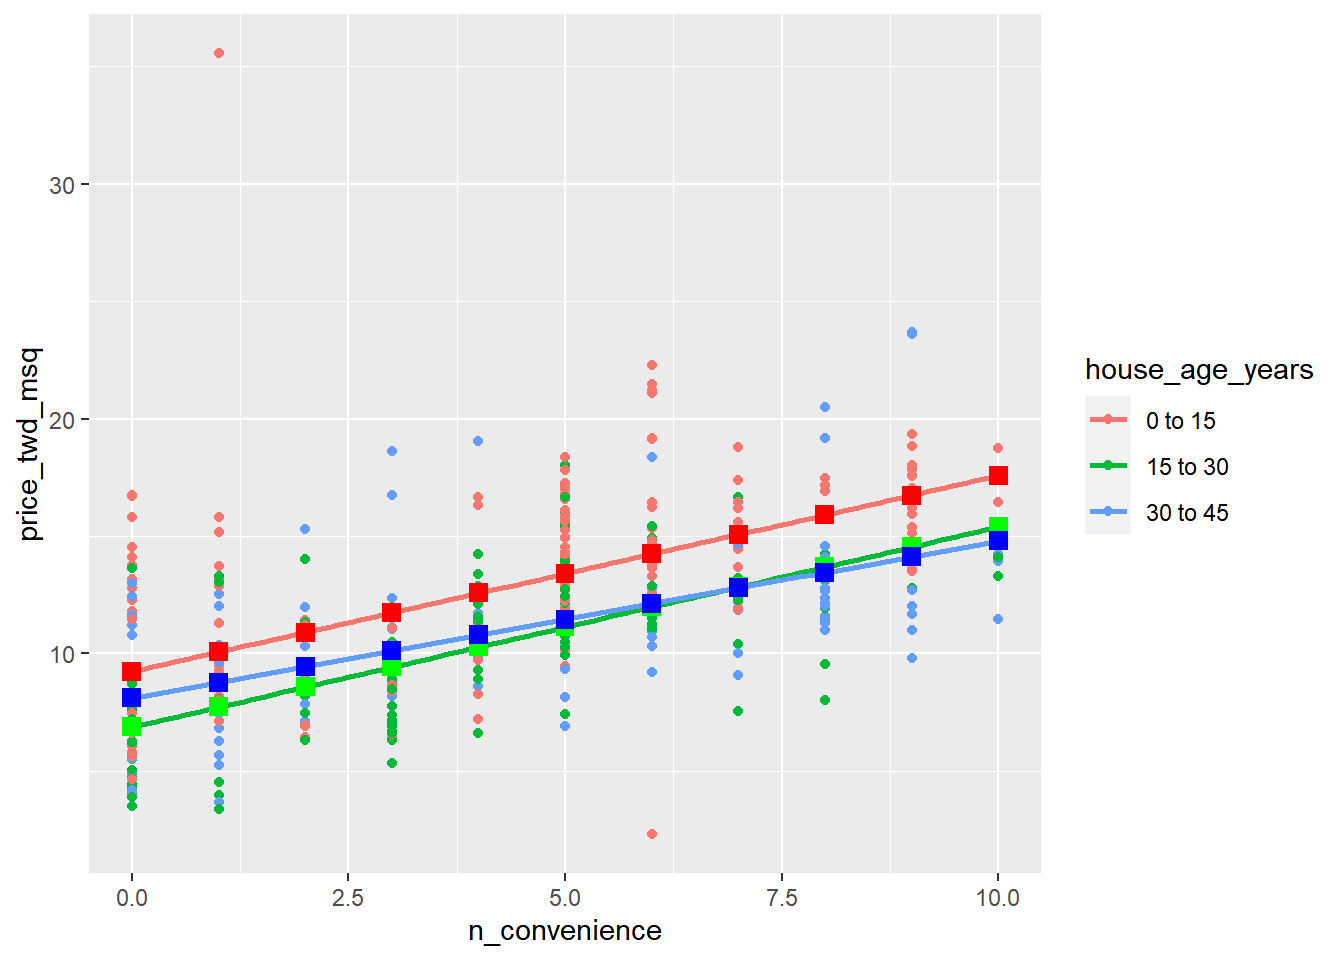 30
20
10
price_twd_msq
0.0
2.5
5.0
7.5
10.0
n_convenience
house_age_years
0 to 15
15 to 30
30 to 45